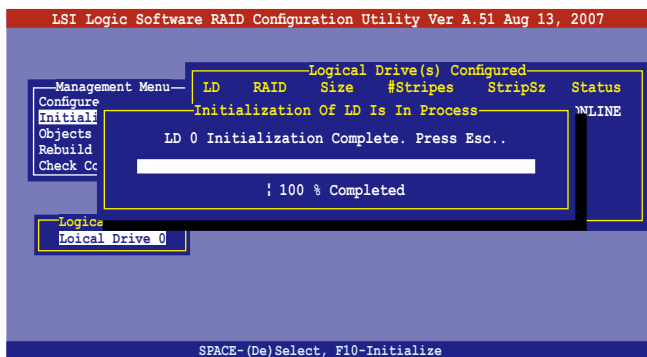 LSI Logic Software RAID Configuration Utility Ver A.51 Aug 13, 2007
Logical Drive(s) Configured
LD RAID Size #Stripes StripSz Status
ONLINE
Management Menu
Configure
Initiali
Objects
Rebuild
Check Co
Initialization Of LD Is In Process
LD 0 Initialization Complete. Press Esc..
¦ 100 % Completed
Logica
Loical Drive 0
SPACE-(De)Select, F10-Initialize